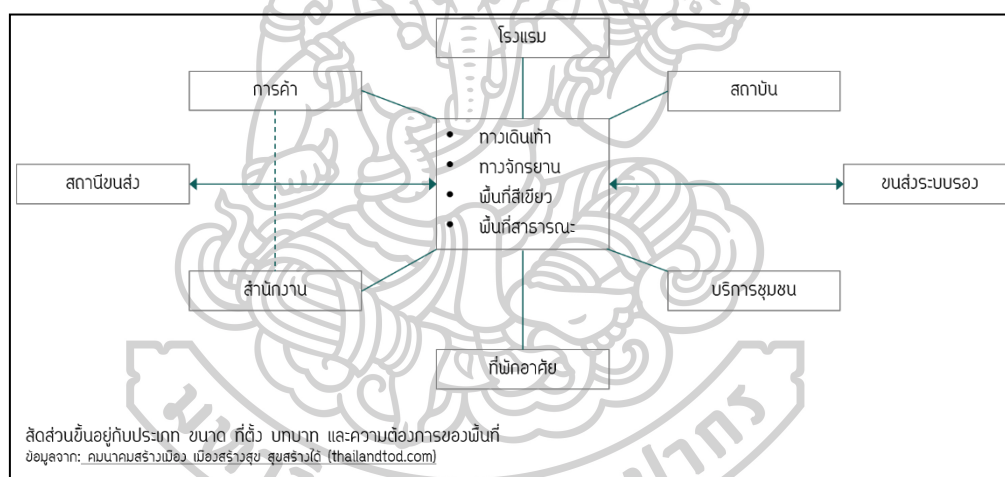 โรงแรม
การค้า
สถาบัน
• ทางเดินเท้า
• ทางจักรยาน
• พื้นที่สีเขียว
• พื้นที่สาธารณะ
สถานีขนส่ง
ขนส่งระบบรอง
สำนักงาน
บริการชุมชน
ที่พักอาศัย
สัดส่วนขึ้นอยู่กับประเภท ขนาด ที่ตั้ง บทบาท และความต้องการของพื้นที่
ข้อมูลจาก: คมนาคมสร้างเมือง เมืองสร้างสุข สุขสร้างได้ (thailandtod.com)